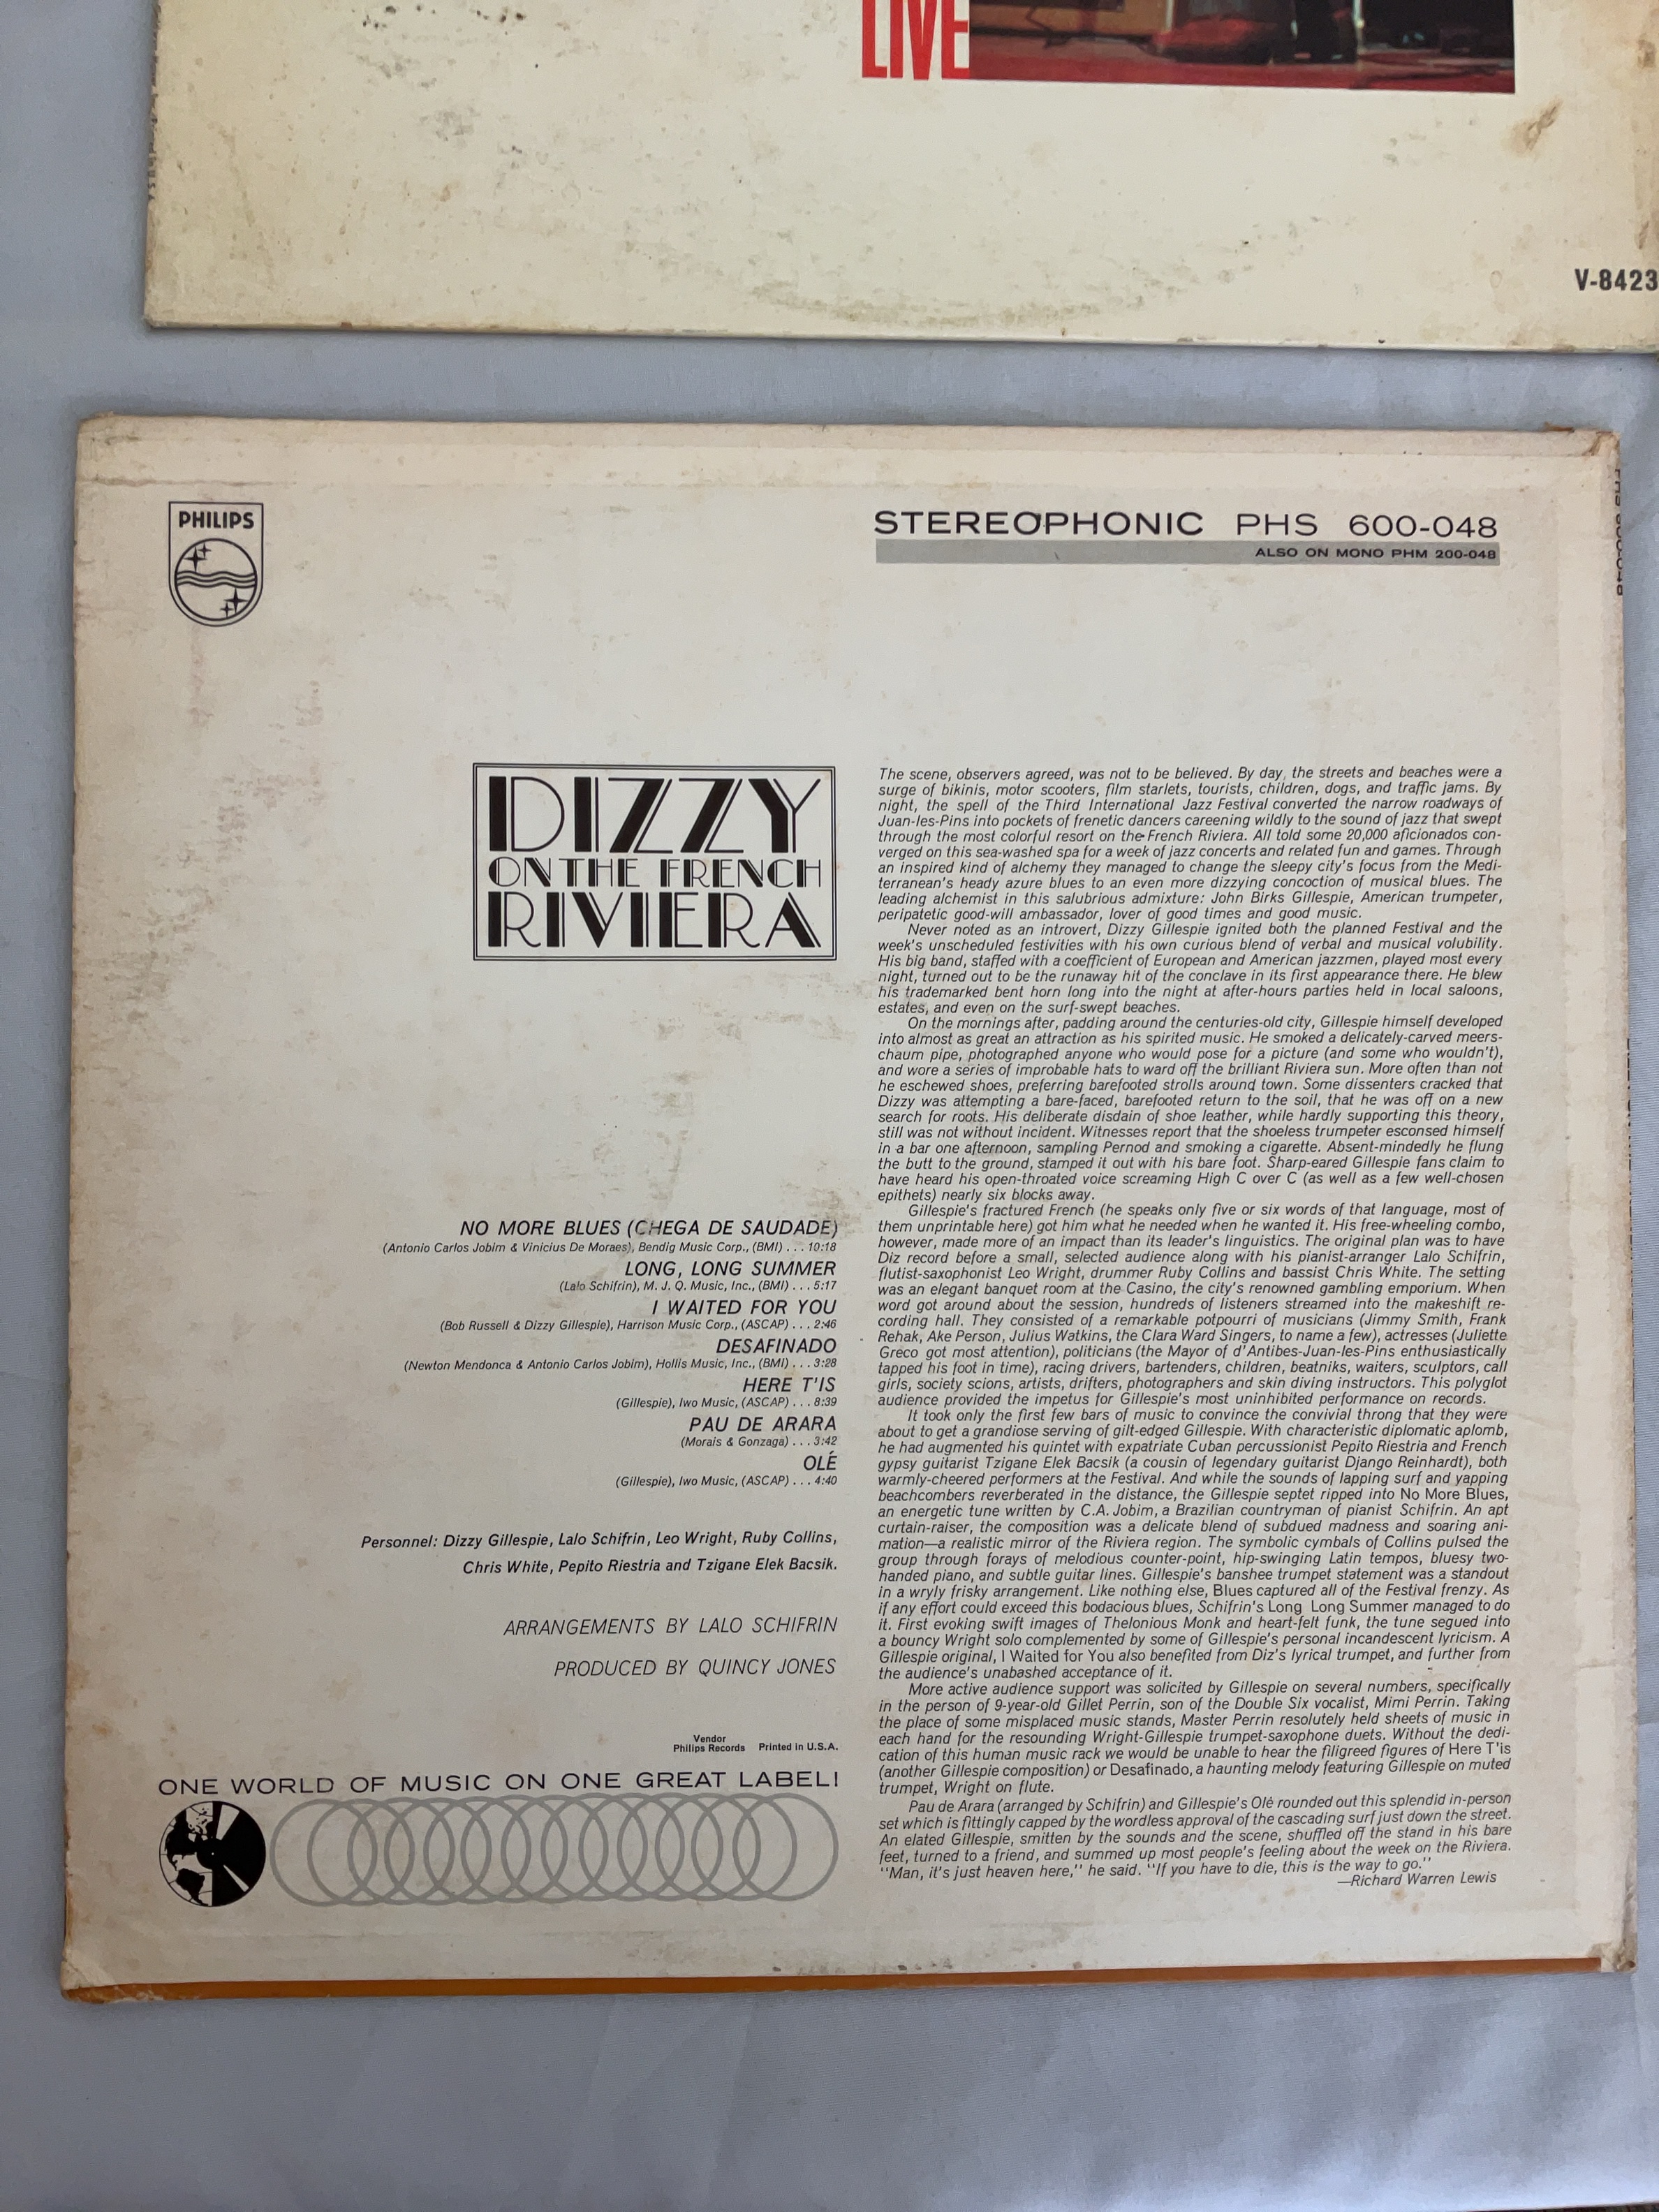 LIVE
V-8423
PHILIPS
STEREOPHONIC PHS 600-048
ALSO ON MONO PHM 200-048
DIZZY
ON THE FRENCH
RIVIERA
NO MORE BLUES (CHEGA DE SAUDADE)
(Antonio Carlos Jobim & Vinicius De Moraes), Bendig Music Corp., (BMI) . . . 10:18
LONG, LONG SUMMER
(Lalo Schifrin), M. J. Q. Music, Inc., (BMI) . . . 5:17
I WAITED FOR YOU
(Bob Russell & Dizzy Gillespie), Harrison Music Corp., (ASCAP) . . . 2:46
DESAFINADO
(Newton Mendonca & Antonio Carlos Jobim), Hollis Music, Inc., (BMI) . . . 3:28
HERE T'IS
(Gillespie), Iwo Music, (ASCAP) . . . 8:39
PAU DE ARARA
(Morais & Gonzaga) . . . 3:42
OLÉ
(Gillespie), Iwo Music, (ASCAP) . . . 4:40
Personnel: Dizzy Gillespie, Lalo Schifrin, Leo Wright, Ruby Collins,
Chris White, Pepito Riestria and Tzigane Elek Bacsik.
ARRANGEMENTS BY LALO SCHIFRIN
PRODUCED BY QUINCY JONES
Vendor
Philips Records Printed in U.S.A.
ONE WORLD OF MUSIC ON ONE GREAT LABEL!
The scene, observers agreed, was not to be believed. By day, the streets and beaches were a
surge of bikinis, motor scooters, film starlets, tourists, children, dogs, and traffic jams. By
night, the spell of the Third International Jazz Festival converted the narrow roadways of
Juan-les-Pins into pockets of frenetic dancers careening wildly to the sound of jazz that swept
through the most colorful resort on the French Riviera. All told some 20,000 aficionados con-
verged on this sea-washed spa for a week of jazz concerts and related fun and games. Through
an inspired kind of alchemy they managed to change the sleepy city's focus from the Medi-
terranean's heady azure blues to an even more dizzying concoction of musical blues. The
leading alchemist in this salubrious admixture: John Birks Gillespie, American trumpeter,
peripatetic good-will ambassador, lover of good times and good music.
Never noted as an introvert, Dizzy Gillespie ignited both the planned Festival and the
week's unscheduled festivities with his own curious blend of verbal and musical volubility.
His big band, staffed with a coefficient of European and American jazzmen, played most every
night, turned out to be the runaway hit of the conclave in its first appearance there. He blew
his trademarked bent horn long into the night at after-hours parties held in local saloons,
estates, and even on the surf-swept beaches.
On the mornings after, padding around the centuries-old city, Gillespie himself developed
into almost as great an attraction as his spirited music. He smoked a delicately-carved meers-
chaum pipe, photographed anyone who would pose for a picture (and some who wouldn't),
and wore a series of improbable hats to ward off the brilliant Riviera sun. More often than not
he eschewed shoes, preferring barefooted strolls around town. Some dissenters cracked that
Dizzy was attempting a bare-faced, barefooted return to the soil, that he was off on a new
search for roots. His deliberate disdain of shoe leather, while hardly supporting this theory,
still was not without incident. Witnesses report that the shoeless trumpeter esconsed himself
in a bar one afternoon, sampling Pernod and smoking a cigarette. Absent-mindedly he flung
the butt to the ground, stamped it out with his bare foot. Sharp-eared Gillespie fans claim to
have heard his open-throated voice screaming High C over C (as well as a few well-chosen
epithets) nearly six blocks away.
Gillespie's fractured French (he speaks only five or six words of that language, most of
them unprintable here) got him what he needed when he wanted it. His free-wheeling combo,
however, made more of an impact than its leader's linguistics. The original plan was to have
Diz record before a small, selected audience along with his pianist-arranger Lalo Schifrin,
flutist-saxophonist Leo Wright, drummer Ruby Collins and bassist Chris White. The setting
was an elegant banquet room at the Casino, the city's renowned gambling emporium. When
word got around about the session, hundreds of listeners streamed into the makeshift re-
cording hall. They consisted of a remarkable potpourri of musicians (Jimmy Smith, Frank
Rehak, Ake Person, Julius Watkins, the Clara Ward Singers, to name a few), actresses (Juliette
Greco got most attention), politicians (the Mayor of d'Antibes-Juan-les-Pins enthusiastically
tapped his foot in time), racing drivers, bartenders, children, beatniks, waiters, sculptors, call
girls, society scions, artists, drifters, photographers and skin diving instructors. This polyglot
audience provided the impetus for Gillespie's most uninhibited performance on records.
It took only the first few bars of music to convince the convivial throng that they were
about to get a grandiose serving of gilt-edged Gillespie. With characteristic diplomatic aplomb,
he had augmented his quintet with expatriate Cuban percussionist Pepito Riestria and French
gypsy guitarist Tzigane Elek Bacsik (a cousin of legendary guitarist Django Reinhardt), both
warmly-cheered performers at the Festival. And while the sounds of lapping surf and yapping
beachcombers reverberated in the distance, the Gillespie septet ripped into No More Blues,
an energetic tune written by C.A. Jobim, a Brazilian countryman of pianist Schifrin. An apt
curtain-raiser, the composition was a delicate blend of subdued madness and soaring ani-
mation—a realistic mirror of the Riviera region. The symbolic cymbals of Collins pulsed the
group through forays of melodious counter-point, hip-swinging Latin tempos, bluesy two-
handed piano, and subtle guitar lines. Gillespie's banshee trumpet statement was a standout
in a wryly frisky arrangement. Like nothing else, Blues captured all of the Festival frenzy. As
if any effort could exceed this bodacious blues, Schifrin's Long Long Summer managed to do
it. First evoking swift images of Thelonious Monk and heart-felt funk, the tune segued into
a bouncy Wright solo complemented by some of Gillespie's personal incandescent lyricism. A
Gillespie original, I Waited for You also benefited from Diz's lyrical trumpet, and further from
the audience's unabashed acceptance of it.
More active audience support was solicited by Gillespie on several numbers, specifically
in the person of 9-year-old Gillet Perrin, son of the Double Six vocalist, Mimi Perrin. Taking
the place of some misplaced music stands, Master Perrin resolutely held sheets of music in
each hand for the resounding Wright-Gillespie trumpet-saxophone duets. Without the dedi-
cation of this human music rack we would be unable to hear the filigreed figures of Here T'is
(another Gillespie composition) or Desafinado, a haunting melody featuring Gillespie on muted
trumpet, Wright on flute.
Pau de Arara (arranged by Schifrin) and Gillespie's Olé rounded out this splendid in-person
set which is fittingly capped by the wordless approval of the cascading surf just down the street.
An elated Gillespie, smitten by the sounds and the scene, shuffled off the stand in his bare
feet, turned to a friend, and summed up most people's feeling about the week on the Riviera.
"Man, it's just heaven here," he said. "If you have to die, this is the way to go."
—Richard Warren Lewis